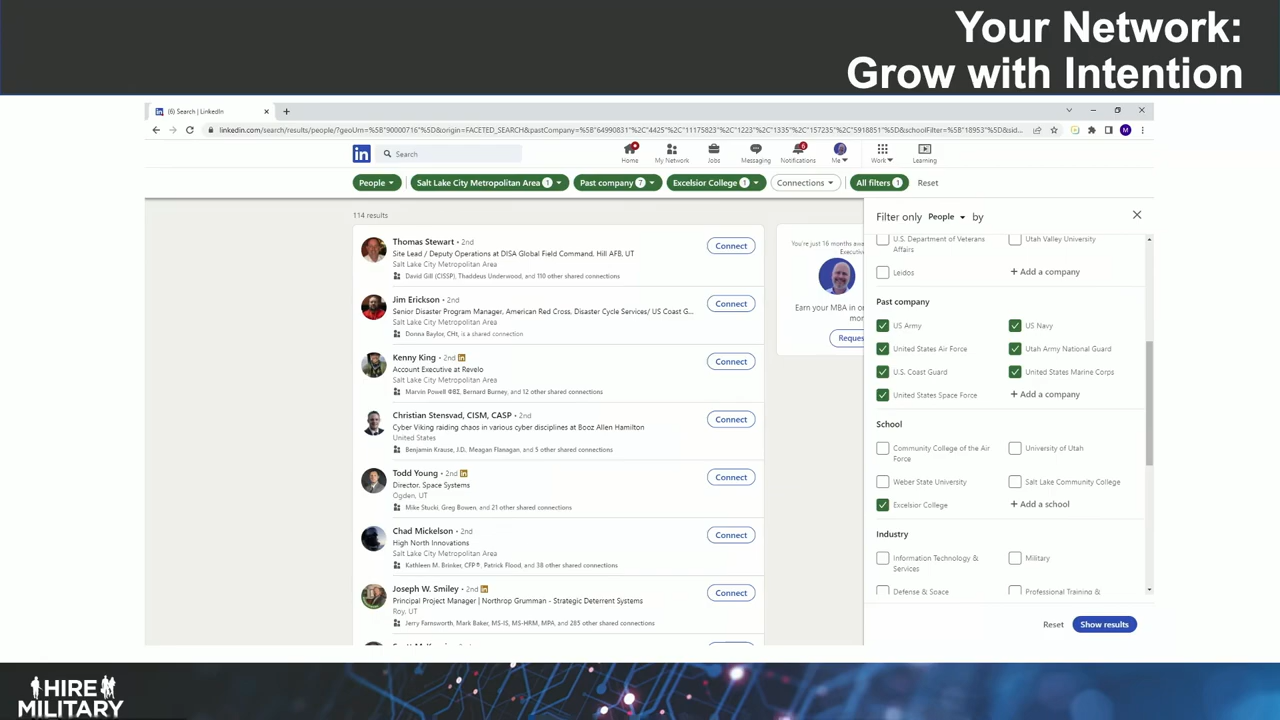 Your Network:
Grow with Intention
(6) Search | LinkedIn
linkedin.com/search/results/people/?geoUrn=%5B"90000716"%5D&origin=FACETED_SEARCH&pastCompany=%5B"64990831"%2C"4425"%2C"11175823"%2C"1223"%2C"1335"%2C"157235"%2C"5918851"%5D&schoolFilter=%5B"18953"%5D&sid...
M
in
Search
Home
My Network
Jobs
Messaging
6
Notifications
Me
Work
Learning
People
Salt Lake City Metropolitan Area 1
Past company 7
Excelsior College 1
Connections
All filters 1
Reset
114 results
Thomas Stewart • 2nd
Site Lead / Deputy Operations at DISA Global Field Command, Hill AFB, UT
Salt Lake City Metropolitan Area
David Gill (CISSP), Thaddeus Underwood, and 110 other shared connections
Connect
Jim Erickson • 2nd
Senior Disaster Program Manager, American Red Cross, Disaster Cycle Services/ US Coast G...
Salt Lake City Metropolitan Area
Donna Baylor, CHt, is a shared connection
Connect
Kenny King • 2nd
Account Executive at Revelo
Salt Lake City Metropolitan Area
Marvin Powell ΦΒΣ, Bernard Burney, and 12 other shared connections
Connect
Christian Stensvad, CISM, CASP • 2nd
Cyber Viking raiding chaos in various cyber disciplines at Booz Allen Hamilton
United States
Benjamin Krause, J.D., Meagan Flanagan, and 5 other shared connections
Connect
Todd Young • 2nd
Director, Space Systems
Ogden, UT
Mike Stucki, Greg Bowen, and 21 other shared connections
Connect
Chad Mickelson • 2nd
High North Innovations
Salt Lake City Metropolitan Area
Kathleen M. Brinker, CFP®, Patrick Flood, and 38 other shared connections
Connect
Joseph W. Smiley • 2nd
Principal Project Manager | Northrop Grumman - Strategic Deterrent Systems
Roy, UT
Jerry Farnsworth, Mark Baker, MS-IS, MS-HRM, MPA, and 285 other shared connections
Connect
You're just 16 months awa
Executive
Earn your MBA in or
mor
Reques
Filter only People by
U.S. Department of Veterans
Affairs
Utah Valley University
Leidos
+ Add a company
Past company
US Army
US Navy
United States Air Force
Utah Army National Guard
U.S. Coast Guard
United States Marine Corps
United States Space Force
+ Add a company
School
Community College of the Air
Force
University of Utah
Weber State University
Salt Lake Community College
Excelsior College
+ Add a school
Industry
Information Technology &
Services
Military
Defense & Space
Professional Training &
Reset
Show results
HIRE
MILITARY